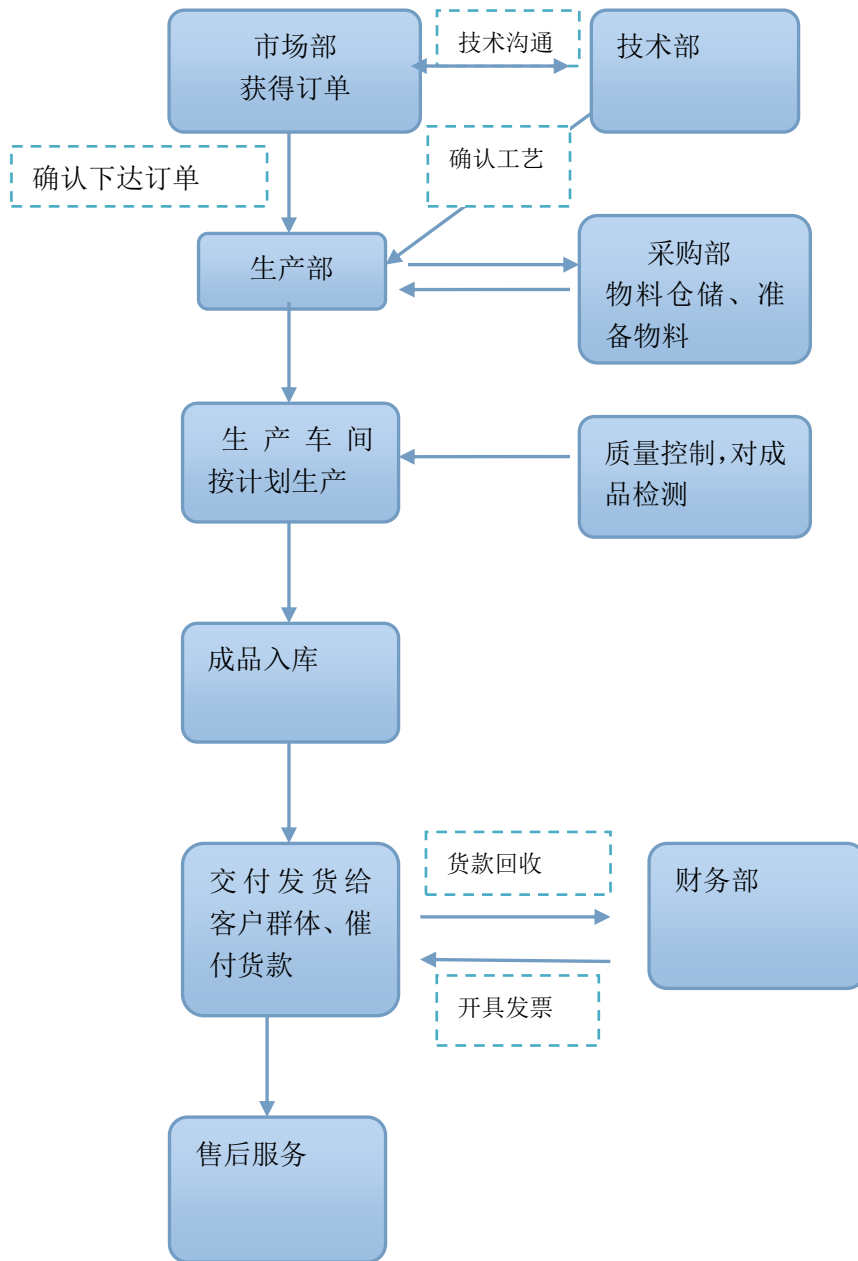 市场部
获得订单
技术沟通
技术部
确认下达订单
确认工艺
生产部
采购部
物料仓储、准
备物料
生产车间
按计划生产
质量控制，对成
品检测
成品入库
交付发货给
客户群体、催
付货款
货款回收
财务部
开具发票
售后服务